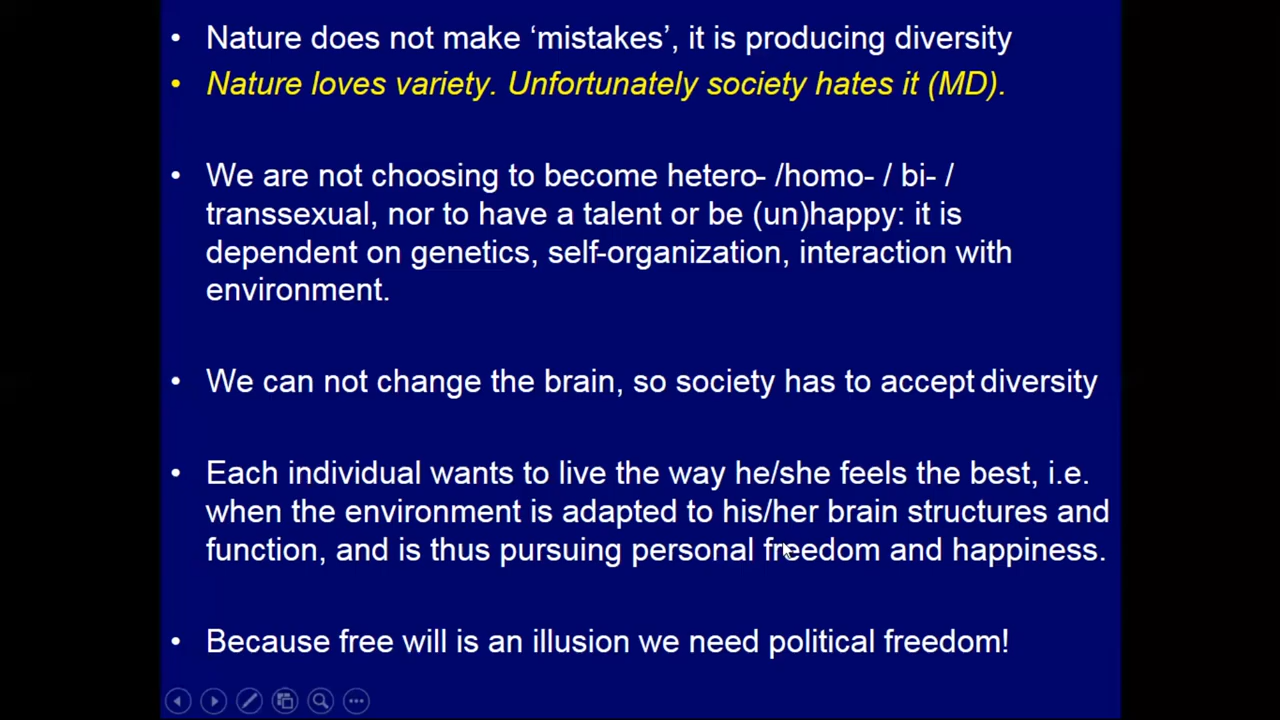 • Nature does not make ‘mistakes’, it is producing diversity
• Nature loves variety. Unfortunately society hates it (MD).
• We are not choosing to become hetero- /homo- / bi- /
transsexual, nor to have a talent or be (un)happy: it is
dependent on genetics, self-organization, interaction with
environment.
• We can not change the brain, so society has to accept diversity
• Each individual wants to live the way he/she feels the best, i.e.
when the environment is adapted to his/her brain structures and
function, and is thus pursuing personal freedom and happiness.
• Because free will is an illusion we need political freedom!